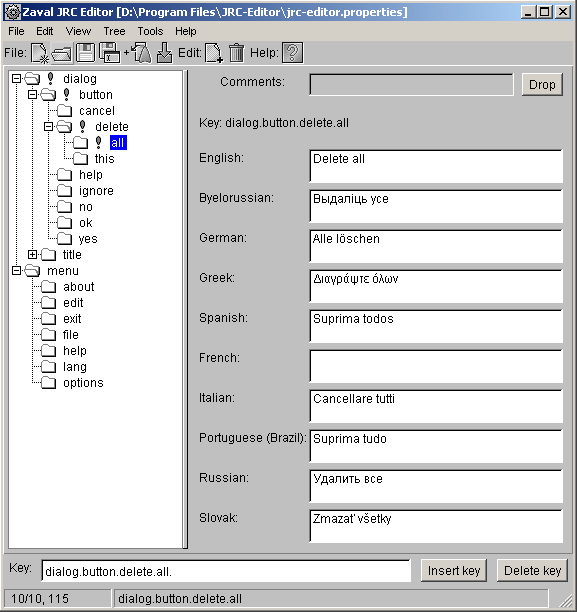 Zaval JRC Editor [D:\Program Files\JRC-Editor\jrc-editor.properties]
File Edit View Tree Tools Help
File: Edit: Help:
dialog
button
cancel
delete
all
this
help
ignore
no
ok
yes
title
menu
about
edit
exit
file
help
lang
options
Comments: Drop
Key: dialog.button.delete.all
English: Delete all
Byelorussian: Выдаліць усе
German: Alle löschen
Greek: Διαγράψτε όλων
Spanish: Suprima todos
French:
Italian: Cancellare tutti
Portuguese (Brazil): Suprima tudo
Russian: Удалить все
Slovak: Zmazať všetky
Key: dialog.button.delete.all. Insert key Delete key
10/10, 115 dialog.button.delete.all